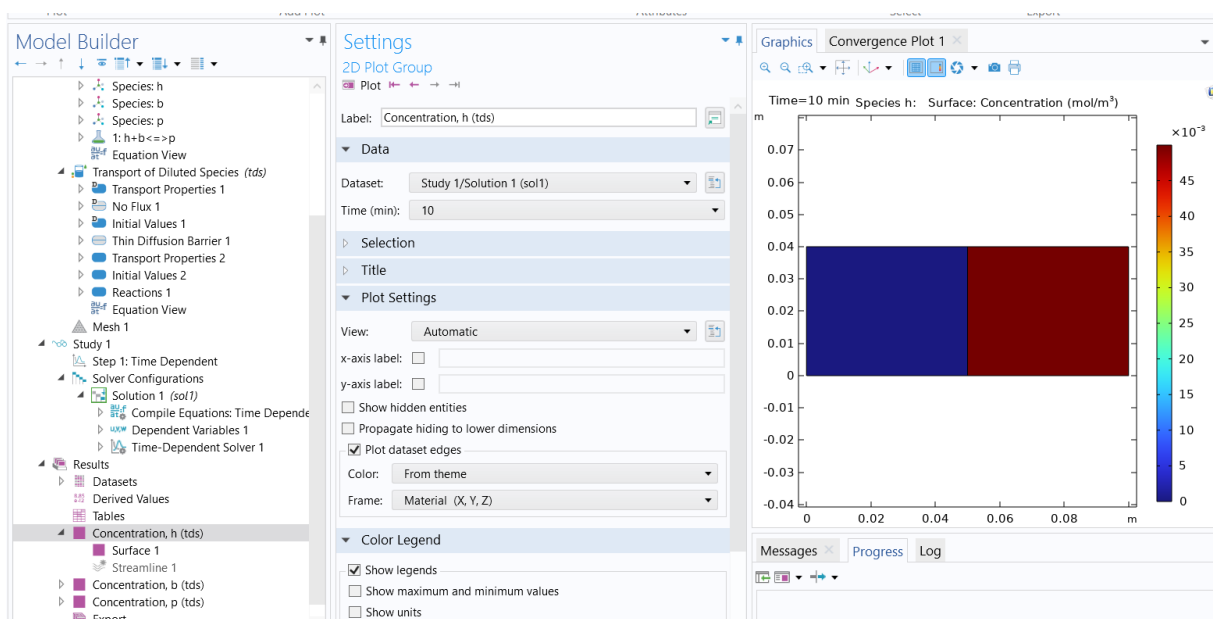 Plot Add Plot Attributes Select Export
Model Builder
Species: h
Species: b
Species: p
1: h+b<=>p
Equation View
Transport of Diluted Species (tds)
Transport Properties 1
No Flux 1
Initial Values 1
Thin Diffusion Barrier 1
Transport Properties 2
Initial Values 2
Reactions 1
Equation View
Mesh 1
Study 1
Step 1: Time Dependent
Solver Configurations
Solution 1 (sol1)
Compile Equations: Time Depende
Dependent Variables 1
Time-Dependent Solver 1
Results
Datasets
Derived Values
Tables
Concentration, h (tds)
Surface 1
Streamline 1
Concentration, b (tds)
Concentration, p (tds)
Export
Settings
2D Plot Group
Plot
Label: Concentration, h (tds)
Data
Dataset: Study 1/Solution 1 (sol1)
Time (min): 10
Selection
Title
Plot Settings
View: Automatic
x-axis label:
y-axis label:
Show hidden entities
Propagate hiding to lower dimensions
Plot dataset edges
Color: From theme
Frame: Material (X, Y, Z)
Color Legend
Show legends
Show maximum and minimum values
Show units
Graphics Convergence Plot 1
Time=10 min Species h: Surface: Concentration (mol/m³)
m
×10⁻³
0.07
0.06
0.05
0.04
0.03
0.02
0.01
0
-0.01
-0.02
-0.03
-0.04
0 0.02 0.04 0.06 0.08 m
45
40
35
30
25
20
15
10
5
0
Messages Progress Log